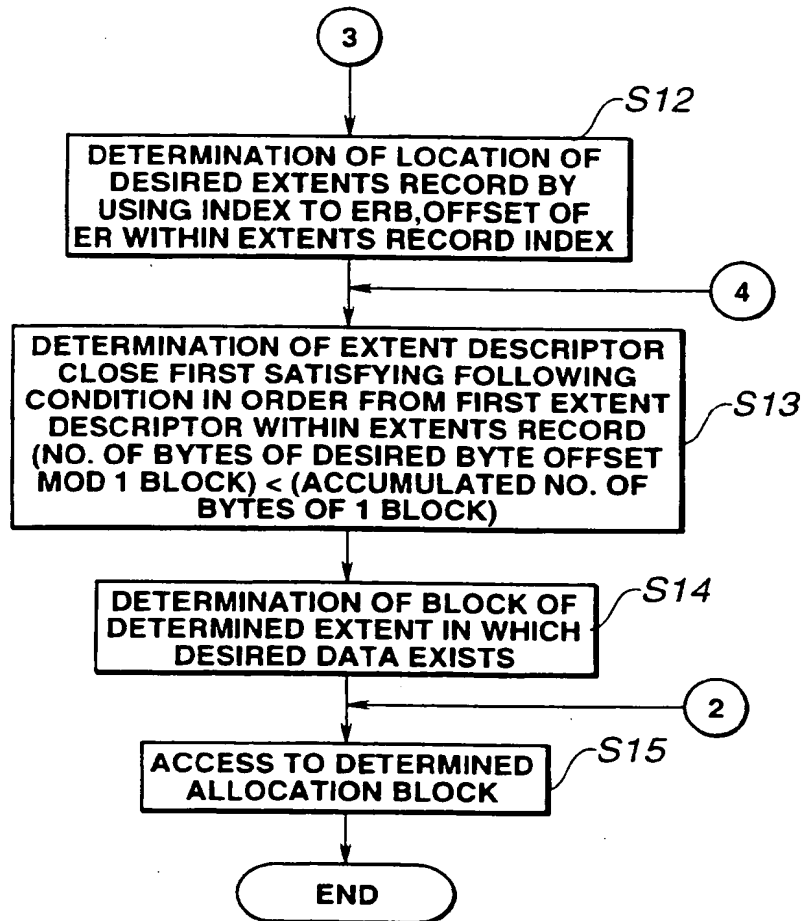 3
S12
DETERMINATION OF LOCATION OF
DESIRED EXTENTS RECORD BY
USING INDEX TO ERB,OFFSET OF
ER WITHIN EXTENTS RECORD INDEX
4
DETERMINATION OF EXTENT DESCRIPTOR
CLOSE FIRST SATISFYING FOLLOWING
CONDITION IN ORDER FROM FIRST EXTENT
DESCRIPTOR WITHIN EXTENTS RECORD
(NO. OF BYTES OF DESIRED BYTE OFFSET
MOD 1 BLOCK) < (ACCUMULATED NO. OF
BYTES OF 1 BLOCK)
S13
DETERMINATION OF BLOCK OF
DETERMINED EXTENT IN WHICH
DESIRED DATA EXISTS
S14
2
ACCESS TO DETERMINED
ALLOCATION BLOCK
S15
END